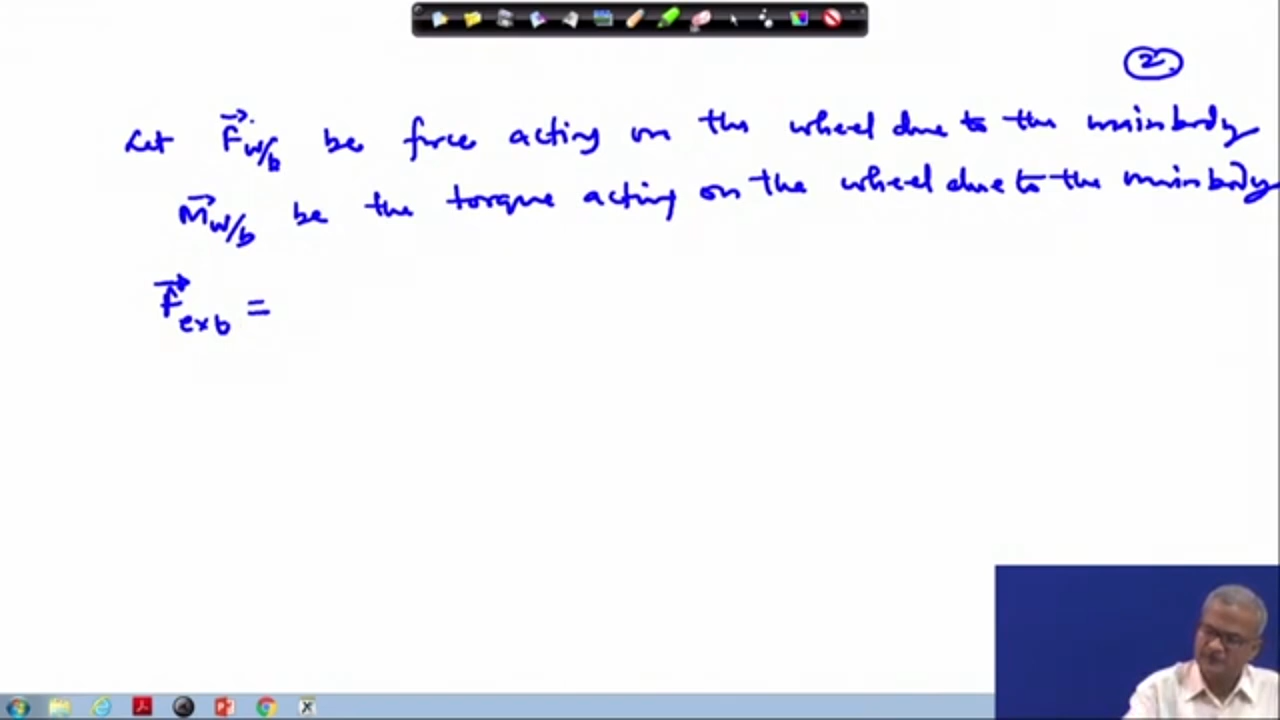 2.
Let F⃗w/b be force acting on the wheel due to the main body
M⃗w/b be the torque acting on the wheel due to the main body
F⃗exb =